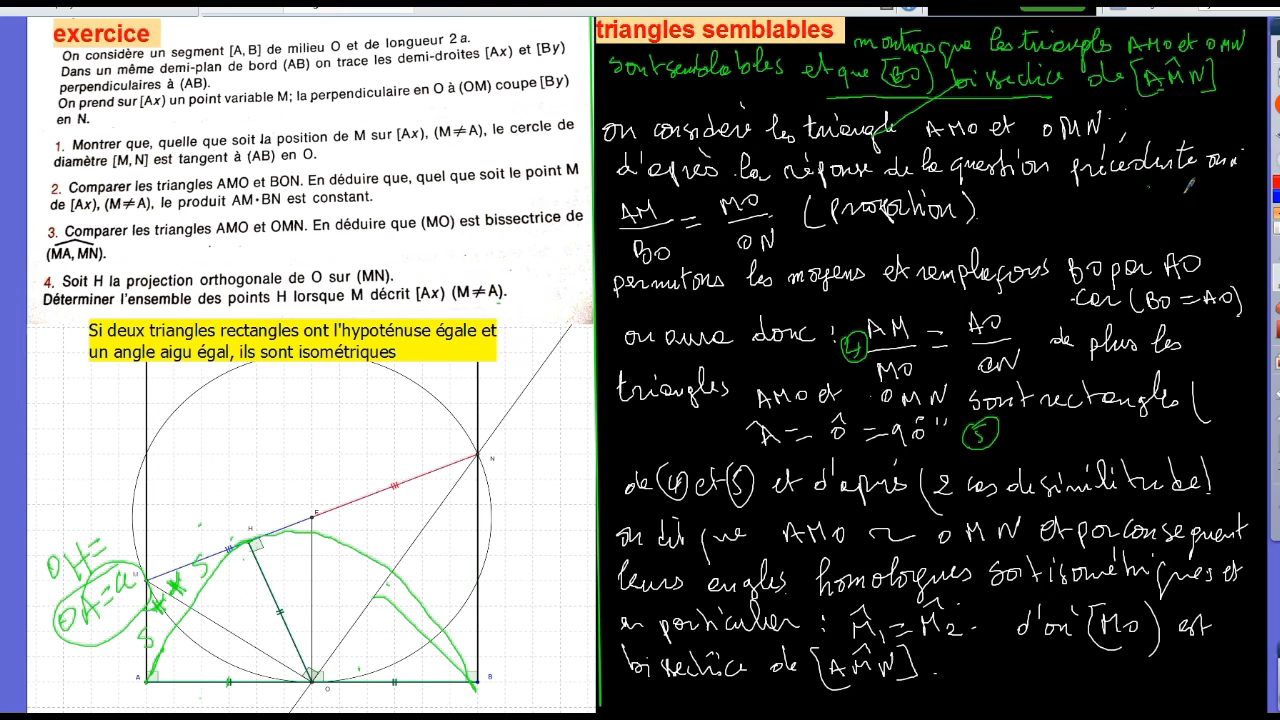 exercice
On considère un segment [A, B] de milieu O et de longueur 2 a.
Dans un même demi-plan de bord (AB) on trace les demi-droites [Ax) et [By)
perpendiculaires à (AB).
On prend sur [Ax) un point variable M; la perpendiculaire en O à (OM) coupe [By)
en N.
1. Montrer que, quelle que soit la position de M sur [Ax), (M≠A), le cercle de
diamètre [M, N] est tangent à (AB) en O.
2. Comparer les triangles AMO et BON. En déduire que, quel que soit le point M
de [Ax), (M≠A), le produit AM·BN est constant.
3. Comparer les triangles AMO et OMN. En déduire que (MO) est bissectrice de
(MA, MN).
4. Soit H la projection orthogonale de O sur (MN).
Déterminer l'ensemble des points H lorsque M décrit [Ax) (M≠A).
Si deux triangles rectangles ont l'hypoténuse égale et
un angle aigu égal, ils sont isométriques
N
E
H
M
OH=
OA=a
S
S
A
O
B
triangles semblables
montrer que les triangles AMO et OMN
sont semblables et que [BO) bissectice de [AM̂N]
on considère les triangle AMO et OMN;
d'après la réponse de la question précédente on a
AM/BO = MO/ON (proportion).
permutons les moyens et remplaçons BO par AO
car (BO = AO)
on aura donc : ④ AM/MO = AO/ON de plus les
triangles AMO et OMN sont rectangles (
Â = Ô = 90° ⑤
de (4) et (5) et d'après (2 cas de similitude)
on dit que AMO ~ OMN et par consequent
leurs angles homologues sont isométriques et
en particulier : M̂1 = M̂2. d'où [MO) est
bissectice de [AM̂N].